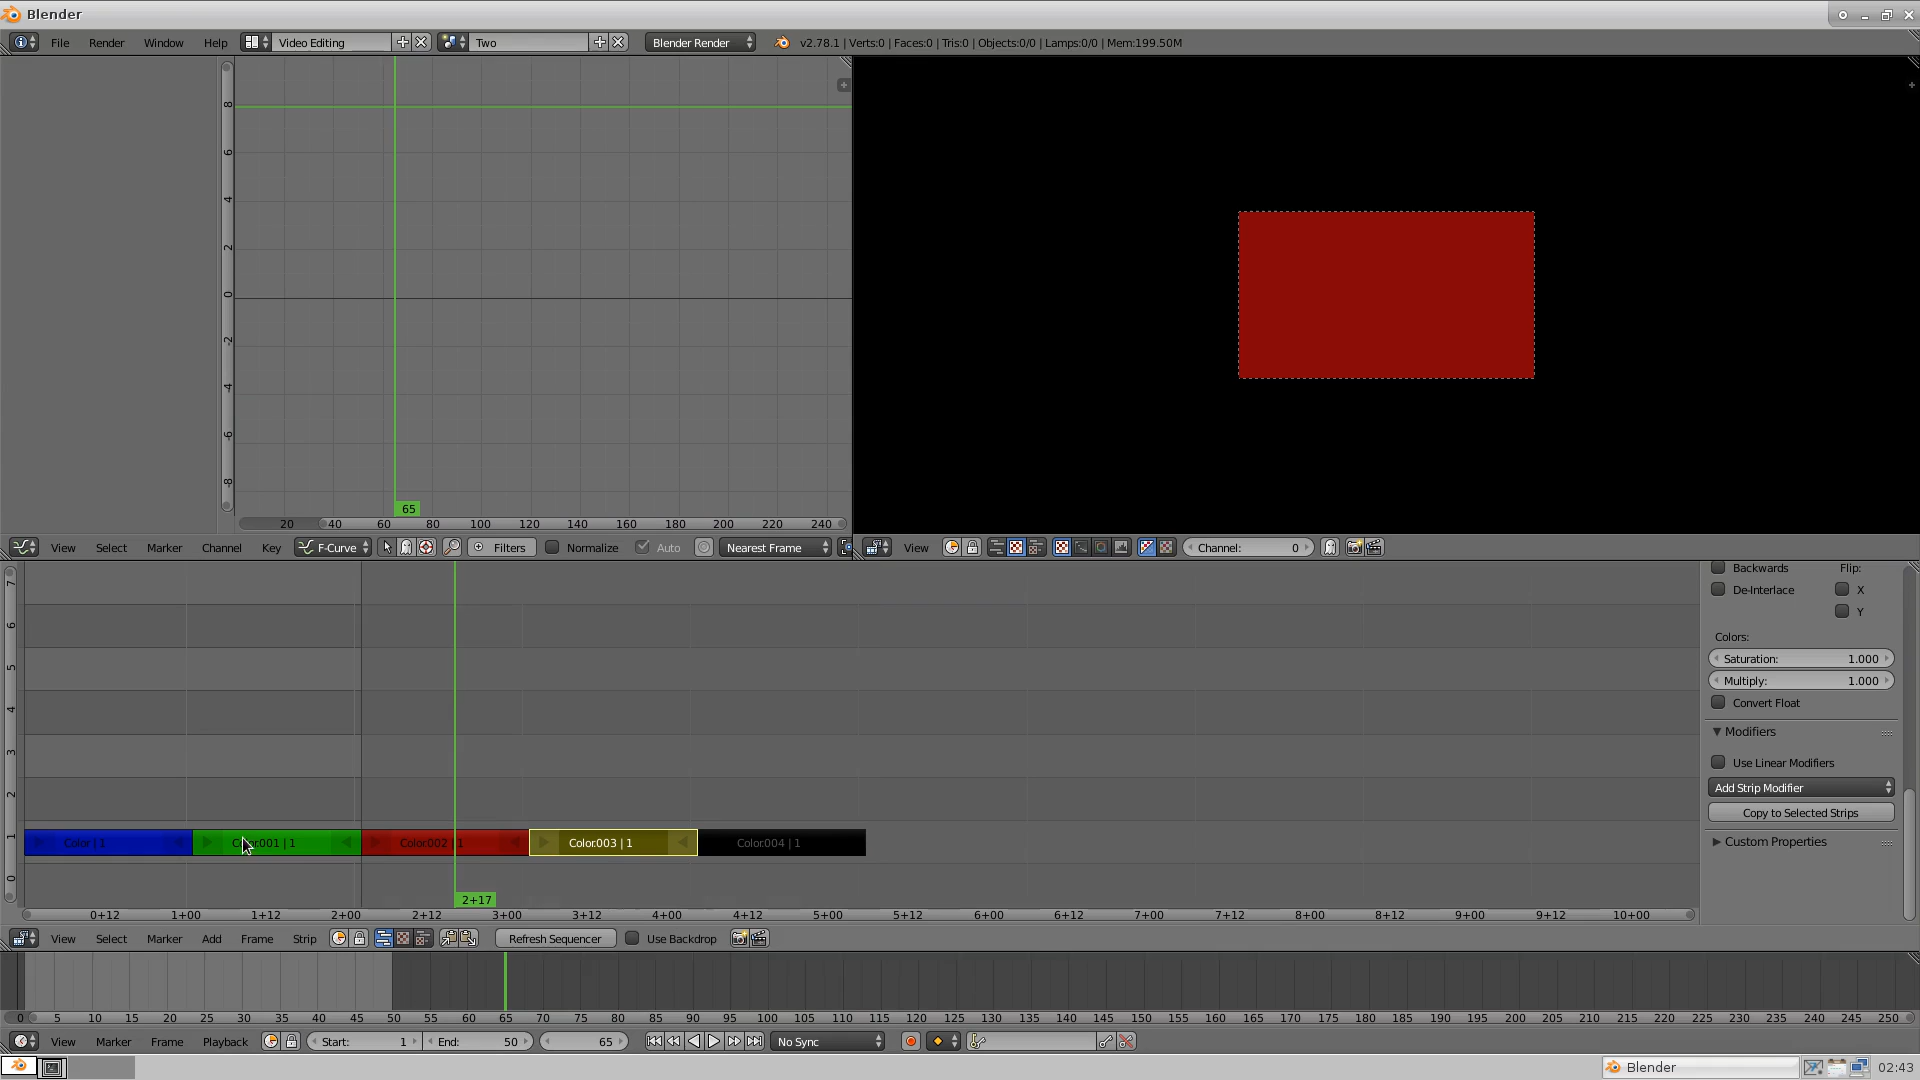 Blender
File Render Window Help Video Editing Two Blender Render v2.78.1 | Verts:0 | Faces:0 | Tris:0 | Objects:0/0 | Lamps:0/0 | Mem:199.50M
8
6
4
2
0
-2
-4
-6
-8
65
20 40 60 80 100 120 140 160 180 200 220 240
View Select Marker Channel Key F-Curve Filters Normalize Auto Nearest Frame
View Channel: 0
7
6
5
4
3
2
1
0
Color | 1 Color.001 | 1 Color.002 | 1 Color.003 | 1 Color.004 | 1
2+17
0+12 1+00 1+12 2+00 2+12 3+00 3+12 4+00 4+12 5+00 5+12 6+00 6+12 7+00 7+12 8+00 8+12 9+00 9+12 10+00
Backwards Flip:
De-Interlace X
Y
Colors:
Saturation: 1.000
Multiply: 1.000
Convert Float
Modifiers
Use Linear Modifiers
Add Strip Modifier
Copy to Selected Strips
Custom Properties
View Select Marker Add Frame Strip Refresh Sequencer Use Backdrop
0 5 10 15 20 25 30 35 40 45 50 55 60 65 70 75 80 85 90 95 100 105 110 115 120 125 130 135 140 145 150 155 160 165 170 175 180 185 190 195 200 205 210 215 220 225 230 235 240 245 250
View Marker Frame Playback Start: 1 End: 50 65 No Sync
Blender 02:43